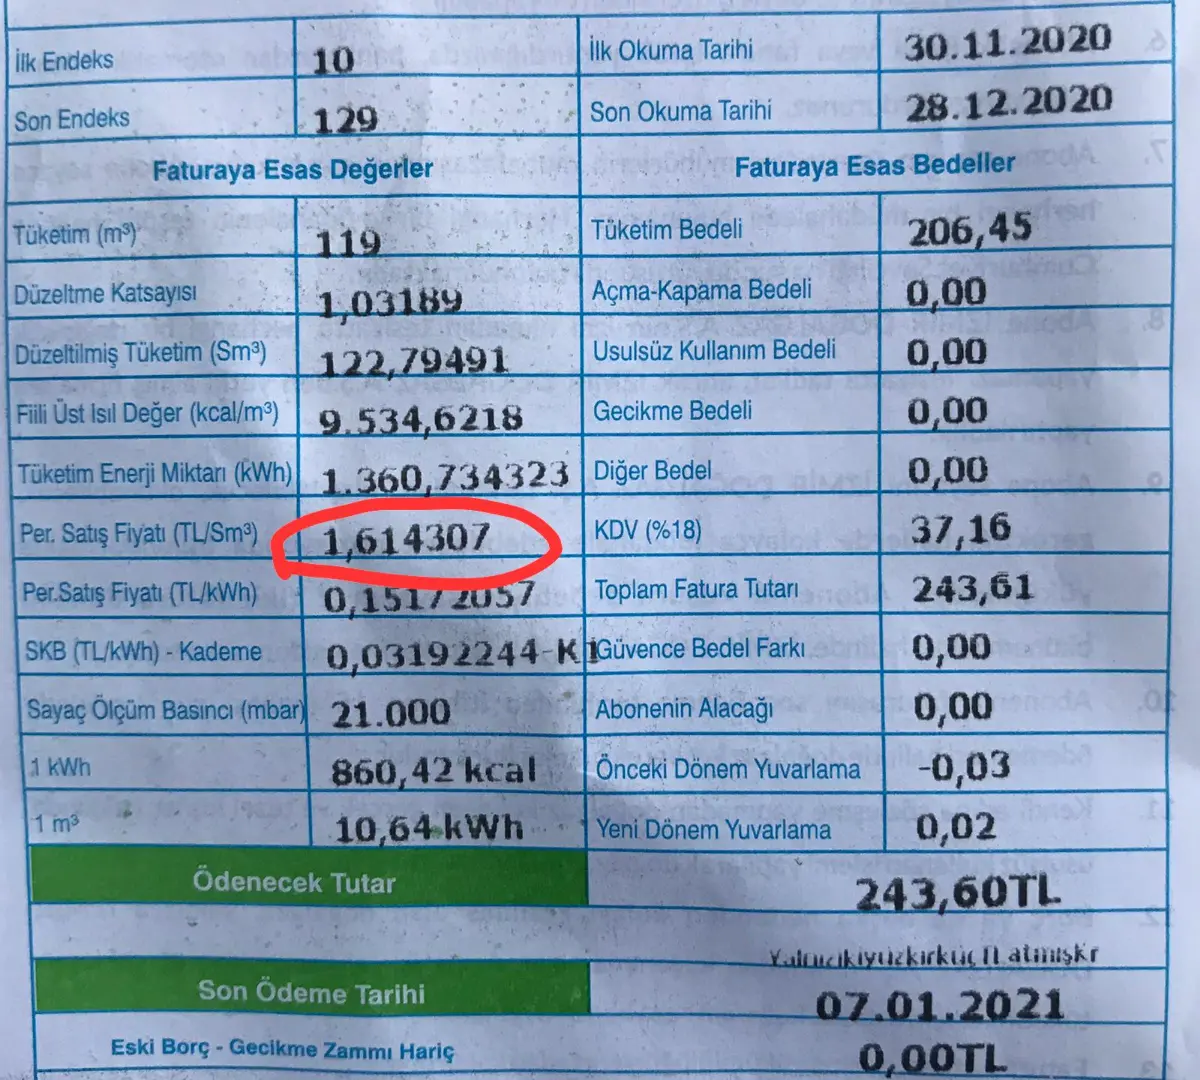 İlk Endeks 10 İlk Okuma Tarihi 30.11.2020
Son Endeks 129 Son Okuma Tarihi 28.12.2020
Faturaya Esas Değerler Faturaya Esas Bedeller
Tüketim (m³) 119 Tüketim Bedeli 206,45
Düzeltme Katsayısı 1,03189 Açma-Kapama Bedeli 0,00
Düzeltilmiş Tüketim (Sm³) 122,79491 Usulsüz Kullanım Bedeli 0,00
Fiili Üst Isıl Değer (kcal/m³) 9.534,6218 Gecikme Bedeli 0,00
Tüketim Enerji Miktarı (kWh) 1.360,734323 Diğer Bedel 0,00
Per. Satış Fiyatı (TL/Sm³) 1,614307 KDV (%18) 37,16
Per.Satış Fiyatı (TL/kWh) 0,15172057 Toplam Fatura Tutarı 243,61
SKB (TL/kWh) - Kademe 0,03192244-K1 Güvence Bedel Farkı 0,00
Sayaç Ölçüm Basıncı (mbar) 21.000 Abonenin Alacağı 0,00
1 kWh 860,42 kcal Önceki Dönem Yuvarlama -0,03
1 m³ 10,64 kWh Yeni Dönem Yuvarlama 0,02
Ödenecek Tutar 243,60TL
Yalnızikiyüzkırküç TL atmışkr
Son Ödeme Tarihi 07.01.2021
Eski Borç - Gecikme Zammı Hariç 0,00TL